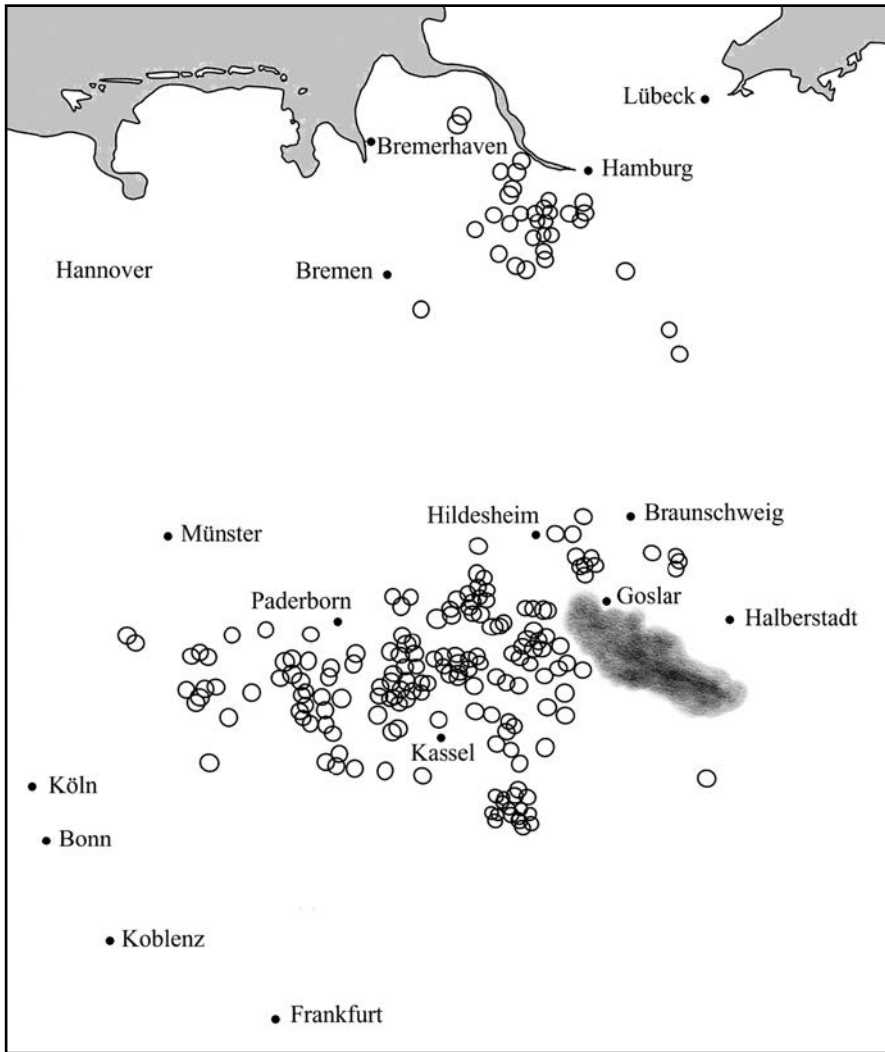 Lübeck
Bremerhaven
Hamburg
Hannover
Bremen
Münster
Hildesheim
Braunschweig
Paderborn
Goslar
Halberstadt
Kassel
Köln
Bonn
Koblenz
Frankfurt